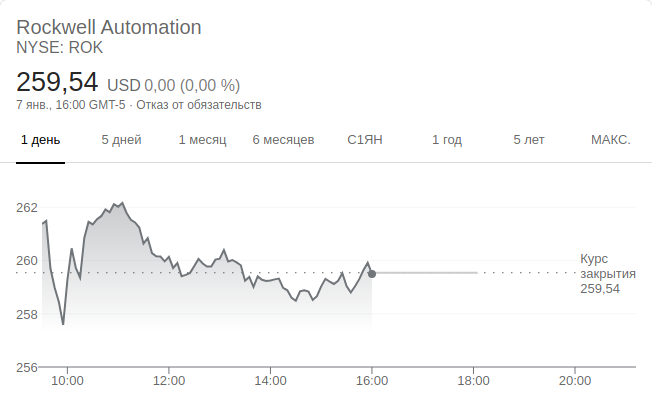 Rockwell Automation
NYSE: ROK
259,54 USD 0,00 (0,00 %)
7 янв., 16:00 GMT-5 · Отказ от обязательств
1 день 5 дней 1 месяц 6 месяцев С1ЯН 1 год 5 лет МАКС.
262
260
258
256
Курс
закрытия
259,54
10:00 12:00 14:00 16:00 18:00 20:00